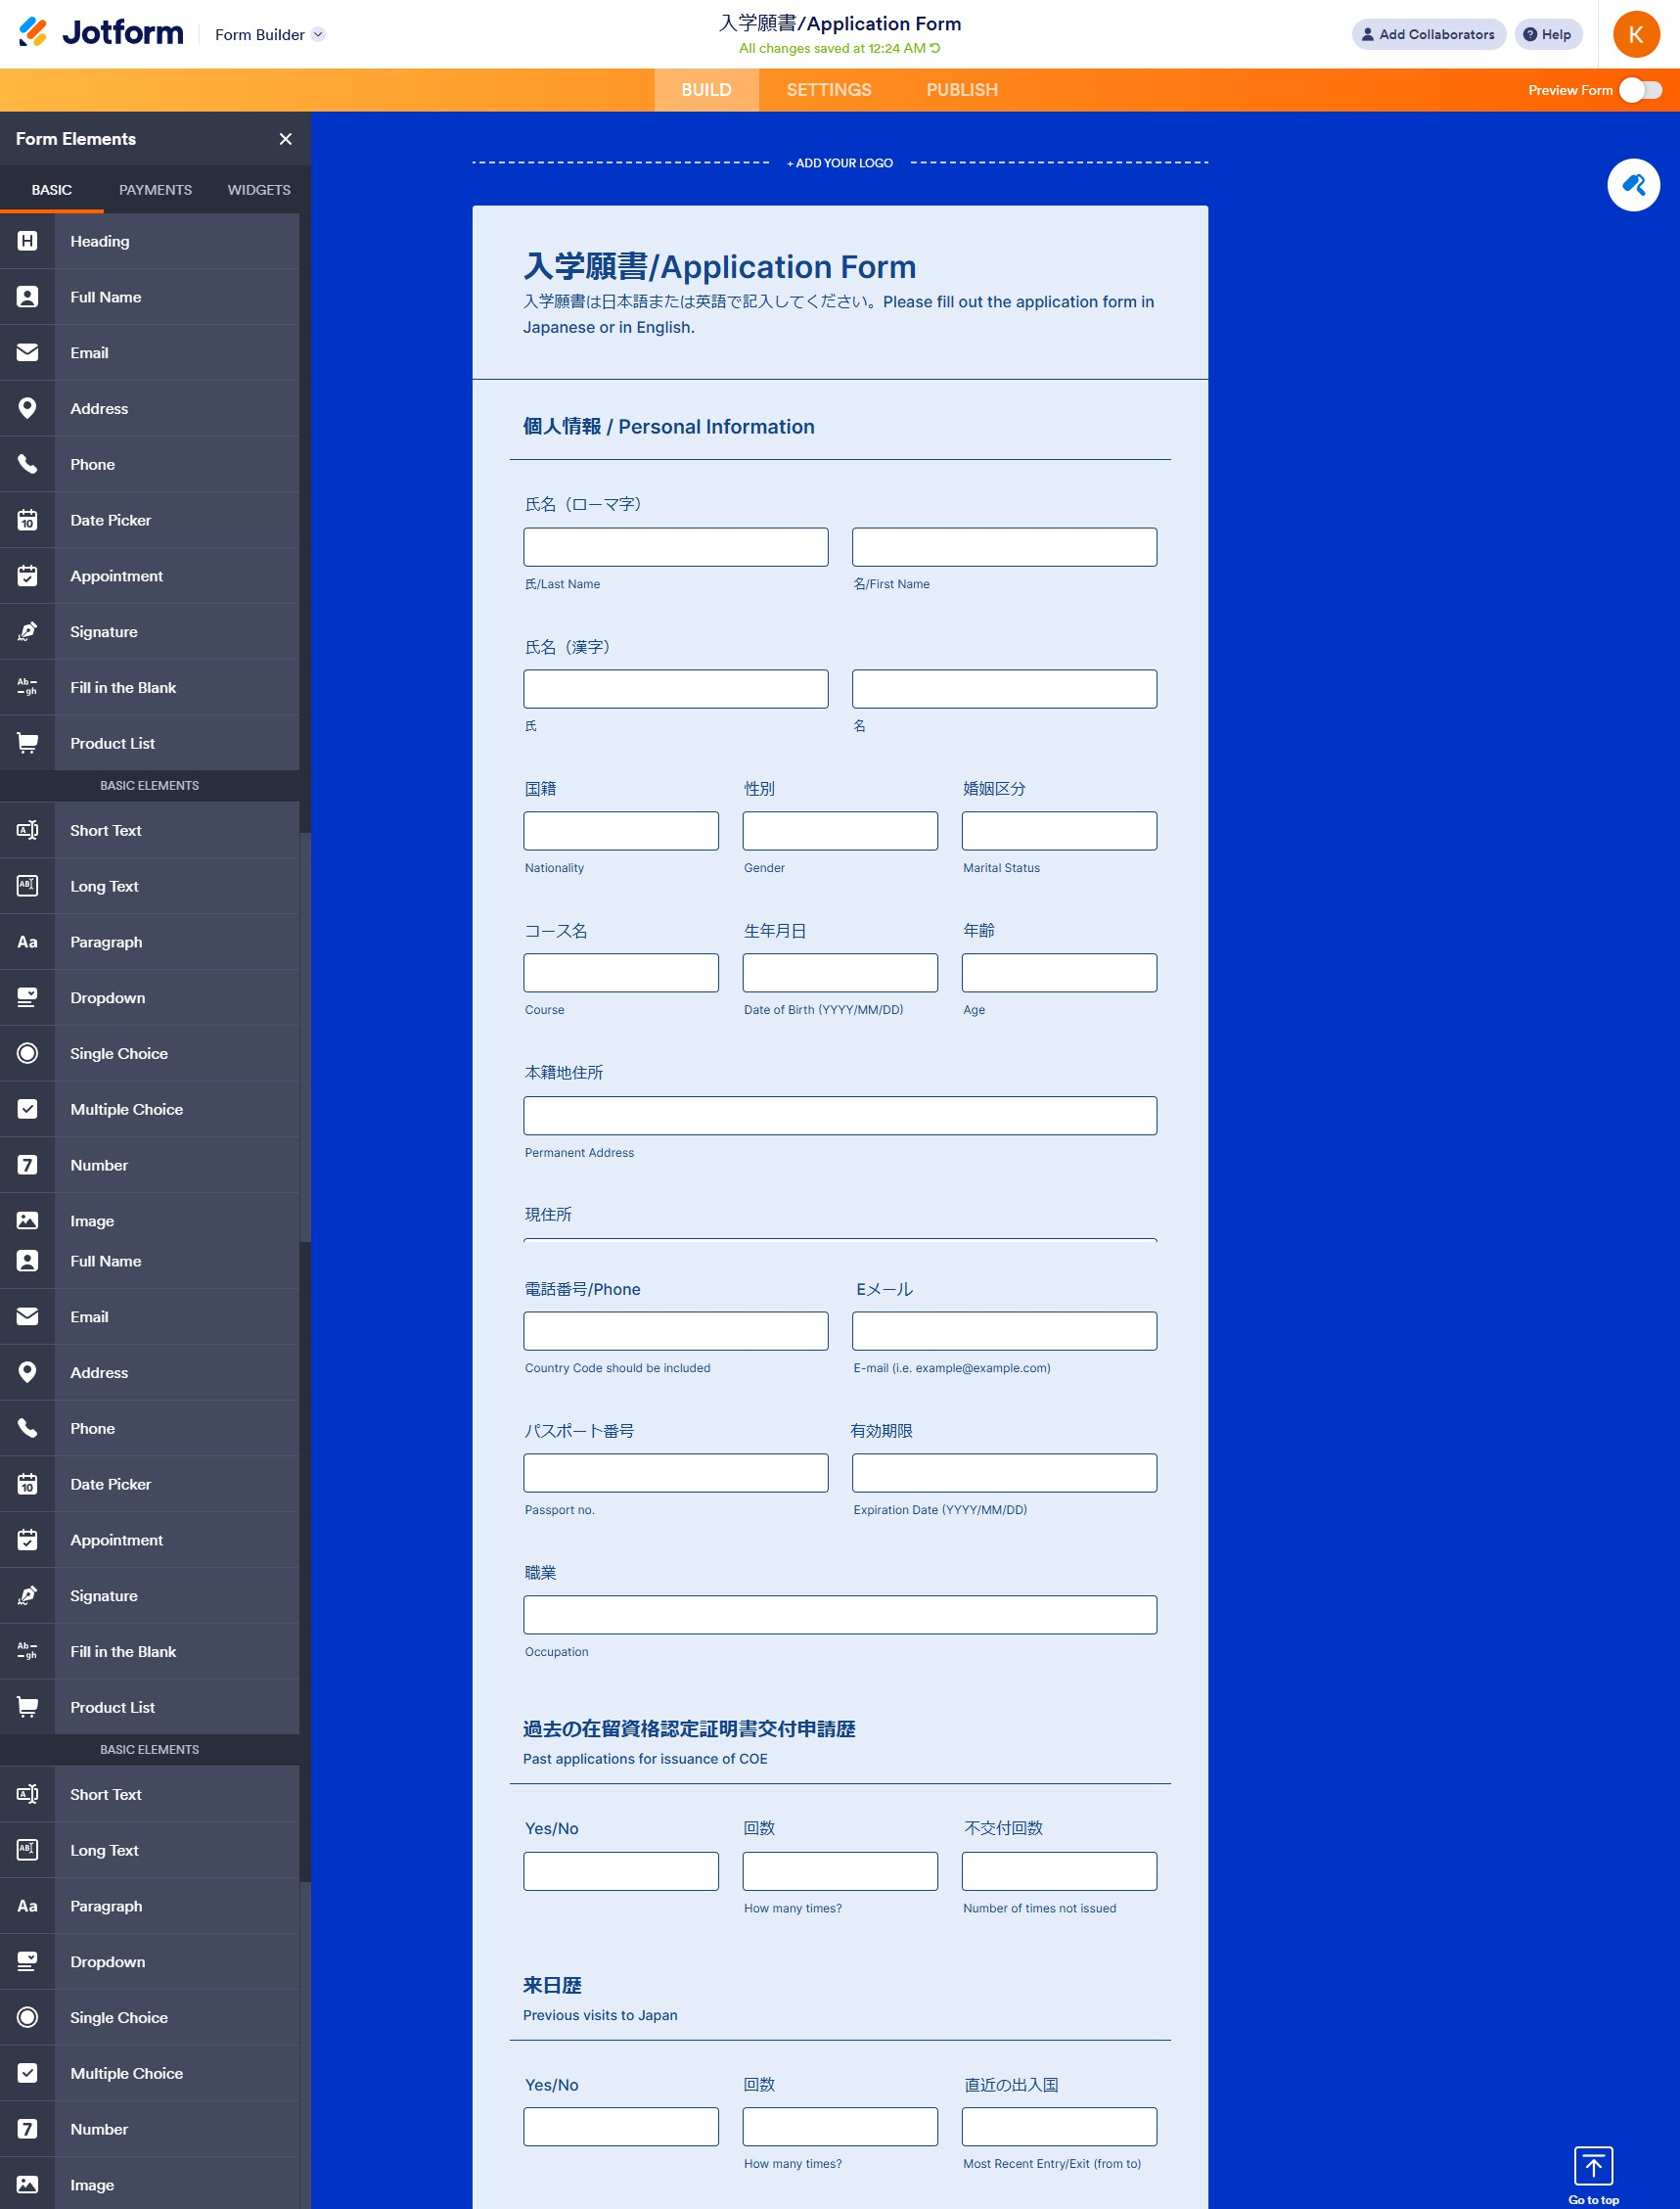 Jotform
Form Builder
入学願書/Application Form
All changes saved at 12:24 AM
Add Collaborators
Help
K
BUILD
SETTINGS
PUBLISH
Preview Form
Form Elements
BASIC
PAYMENTS
WIDGETS
Heading
Full Name
Email
Address
Phone
10
Date Picker
Appointment
Signature
Ab
gh
Fill in the Blank
Product List
BASIC ELEMENTS
Short Text
Long Text
Aa
Paragraph
Dropdown
Single Choice
Multiple Choice
7
Number
Image
Full Name
Email
Address
Phone
10
Date Picker
Appointment
Signature
Ab
gh
Fill in the Blank
Product List
BASIC ELEMENTS
Short Text
Long Text
Aa
Paragraph
Dropdown
Single Choice
Multiple Choice
7
Number
Image
+ ADD YOUR LOGO
入学願書/Application Form
入学願書は日本語または英語で記入してください。Please fill out the application form in
Japanese or in English.
個人情報 / Personal Information
氏名（ローマ字）
氏/Last Name
名/First Name
氏名（漢字）
氏
名
国籍
性別
婚姻区分
Nationality
Gender
Marital Status
コース名
生年月日
年齢
Course
Date of Birth (YYYY/MM/DD)
Age
本籍地住所
Permanent Address
現住所
電話番号/Phone
Eメール
Country Code should be included
E-mail (i.e. example@example.com)
パスポート番号
有効期限
Passport no.
Expiration Date (YYYY/MM/DD)
職業
Occupation
過去の在留資格認定証明書交付申請歴
Past applications for issuance of COE
Yes/No
回数
不交付回数
How many times?
Number of times not issued
来日歴
Previous visits to Japan
Yes/No
回数
直近の出入国
How many times?
Most Recent Entry/Exit (from to)
Go to top